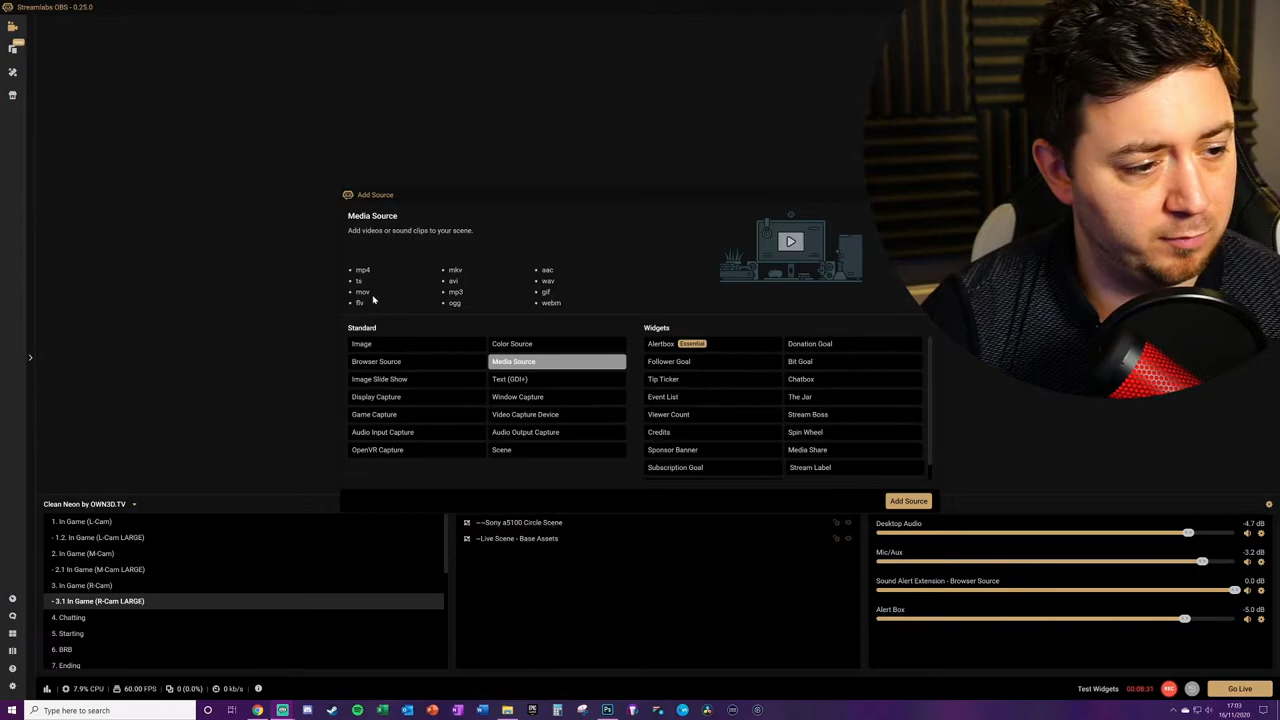 Streamlabs OBS - 0.25.0
Add Source
Media Source
Add videos or sound clips to your scene.
mp4 mkv aac
ts avi wav
mov mp3 gif
flv ogg webm
Standard Widgets
Image Color Source Alertbox Essential Donation Goal
Browser Source Media Source Follower Goal Bit Goal
Image Slide Show Text (GDI+) Tip Ticker Chatbox
Display Capture Window Capture Event List The Jar
Game Capture Video Capture Device Viewer Count Stream Boss
Audio Input Capture Audio Output Capture Credits Spin Wheel
OpenVR Capture Scene Sponsor Banner Media Share
Subscription Goal Stream Label
Add Source
Clean Neon by OWN3D.TV
1. In Game (L-Cam)
- 1.2. In Game (L-Cam LARGE)
2. In Game (M-Cam)
- 2.1 In Game (M-Cam LARGE)
3. In Game (R-Cam)
- 3.1 In Game (R-Cam LARGE)
4. Chatting
5. Starting
6. BRB
7. Ending
~~Sony a5100 Circle Scene
~Live Scene - Base Assets
Desktop Audio -4.7 dB
Mic/Aux -3.2 dB
Sound Alert Extension - Browser Source 0.0 dB
Alert Box -5.0 dB
7.9% CPU 60.00 FPS 0 (0.0%) 0 kb/s
Test Widgets 00:08:31 REC Go Live
Type here to search
17:03
16/11/2020